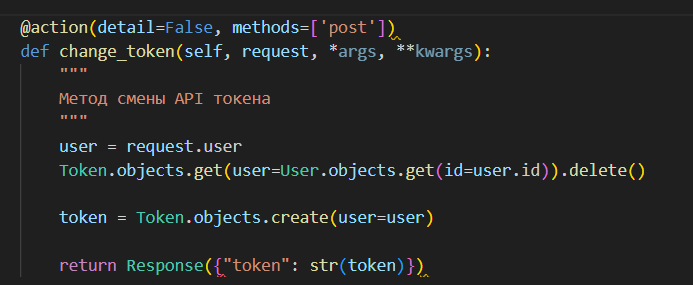 @action(detail=False, methods=['post'])
def change_token(self, request, *args, **kwargs):
    """
    Метод смены API токена
    """
    user = request.user
    Token.objects.get(user=User.objects.get(id=user.id)).delete()

    token = Token.objects.create(user=user)

    return Response({"token": str(token)})